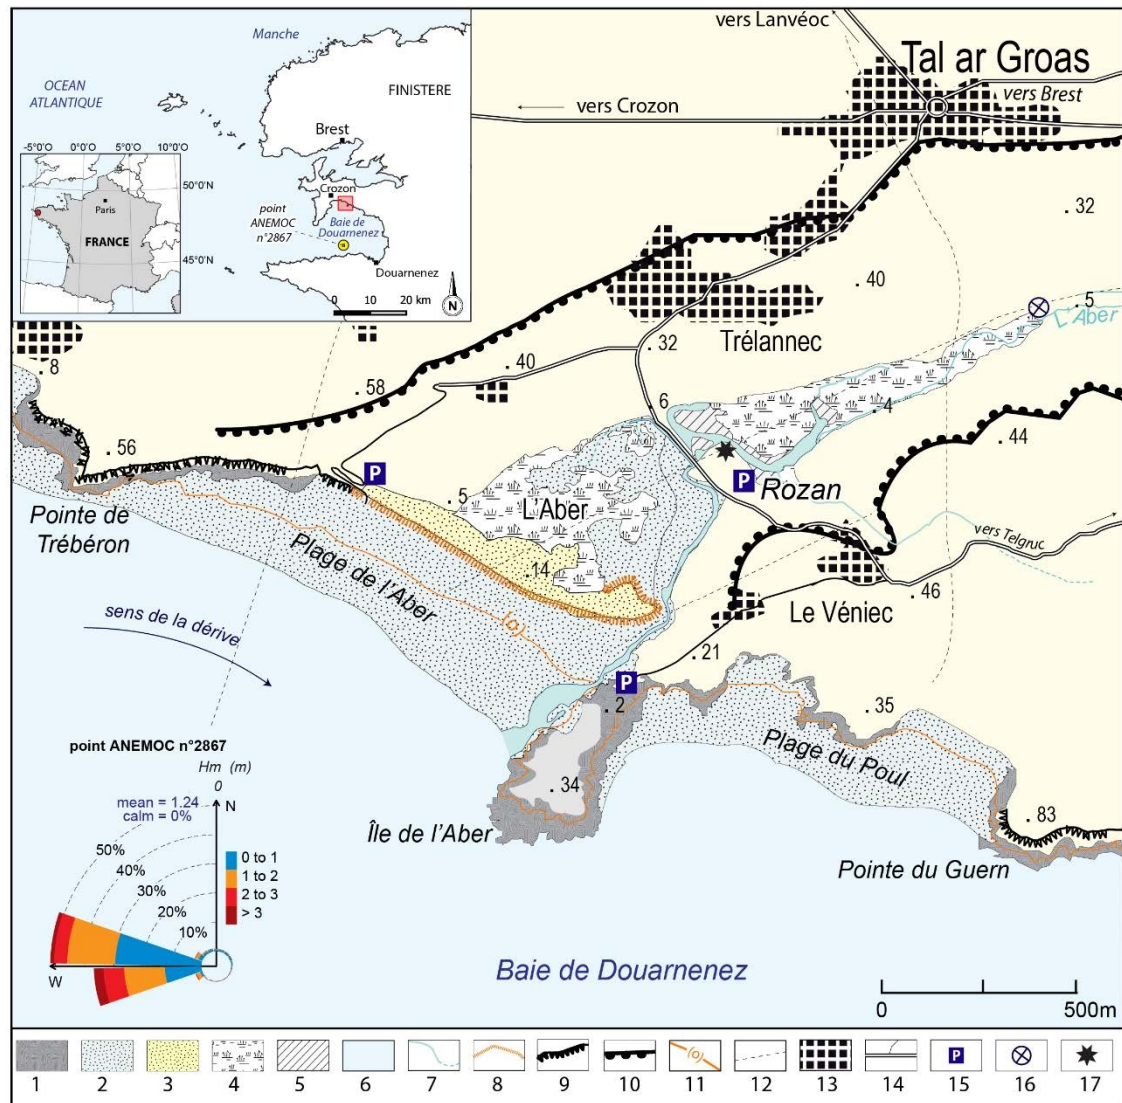 Manche
OCEAN
ATLANTIQUE
FINISTERE
Brest
-5°0'0
0°0'0
5°0'0
10°0'0
50°0'0"N
45°0'0"N
Paris
FRANCE
Crozon
point
ANEMOC
n°2867
Baie de
Douarnenez
Douarnenez
0 10 20 km
N
vers Lanvéoc
Tal ar Groas
vers Brest
vers Crozon
. 32
. 40
. 5
L'Aber
Trélannec
. 32
. 40
. 58
. 8
. 6
. 4
. 44
. 56
P
. 5
L'Aber
P
Rozan
Pointe de
Trébéron
Plage de l'Aber
. 14
vers Telgruc
. 46
Le Véniec
(o)
sens de la dérive
. 21
P
. 2
. 35
Plage du Poul
. 34
. 83
Île de l'Aber
Pointe du Guern
point ANEMOC n°2867
Hm (m)
0
N
mean = 1.24
calm = 0%
50%
40%
30%
20%
10%
0 to 1
1 to 2
2 to 3
> 3
W
Baie de Douarnenez
0 500m
(o)
P
1 2 3 4 5 6 7 8 9 10 11 12 13 14 15 16 17